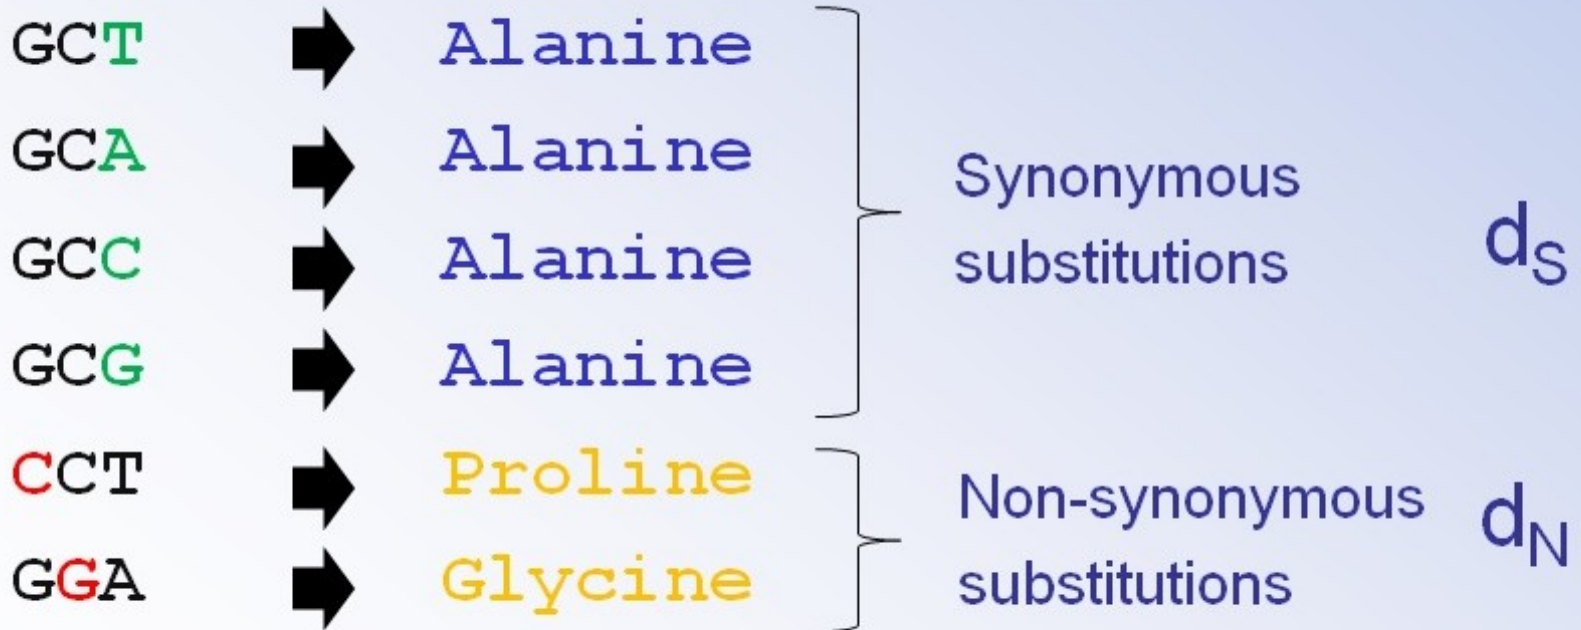 GCT Alanine
GCA Alanine
GCC Alanine
GCG Alanine
Synonymous
substitutions
dS
CCT Proline
GGA Glycine
Non-synonymous
substitutions
dN